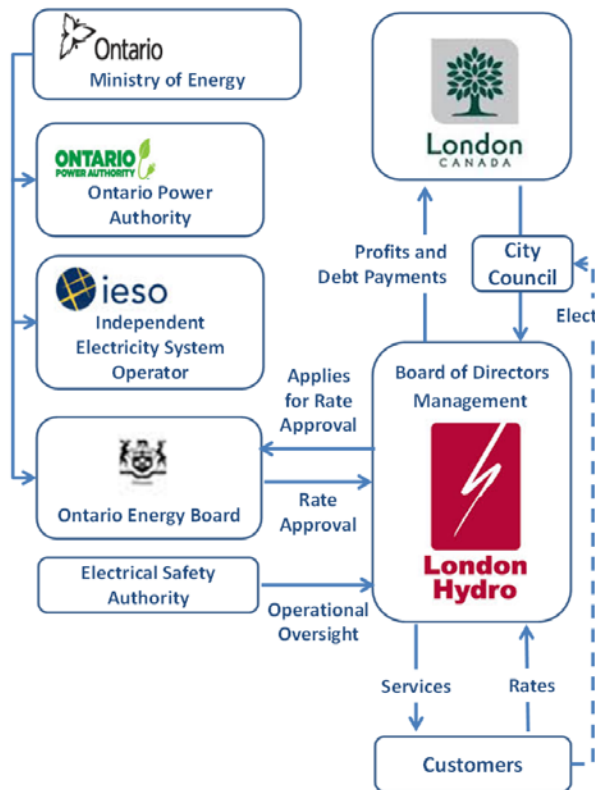 Ontario
Ministry of Energy
ONTARIO
POWER AUTHORITY
Ontario Power
Authority
ieso
Independent
Electricity System
Operator
Ontario Energy Board
Electrical Safety
Authority
London
CANADA
Profits and
Debt Payments
City
Council
Elect
Applies
for Rate
Approval
Rate
Approval
Operational
Oversight
Board of Directors
Management
London
Hydro
Services
Rates
Customers